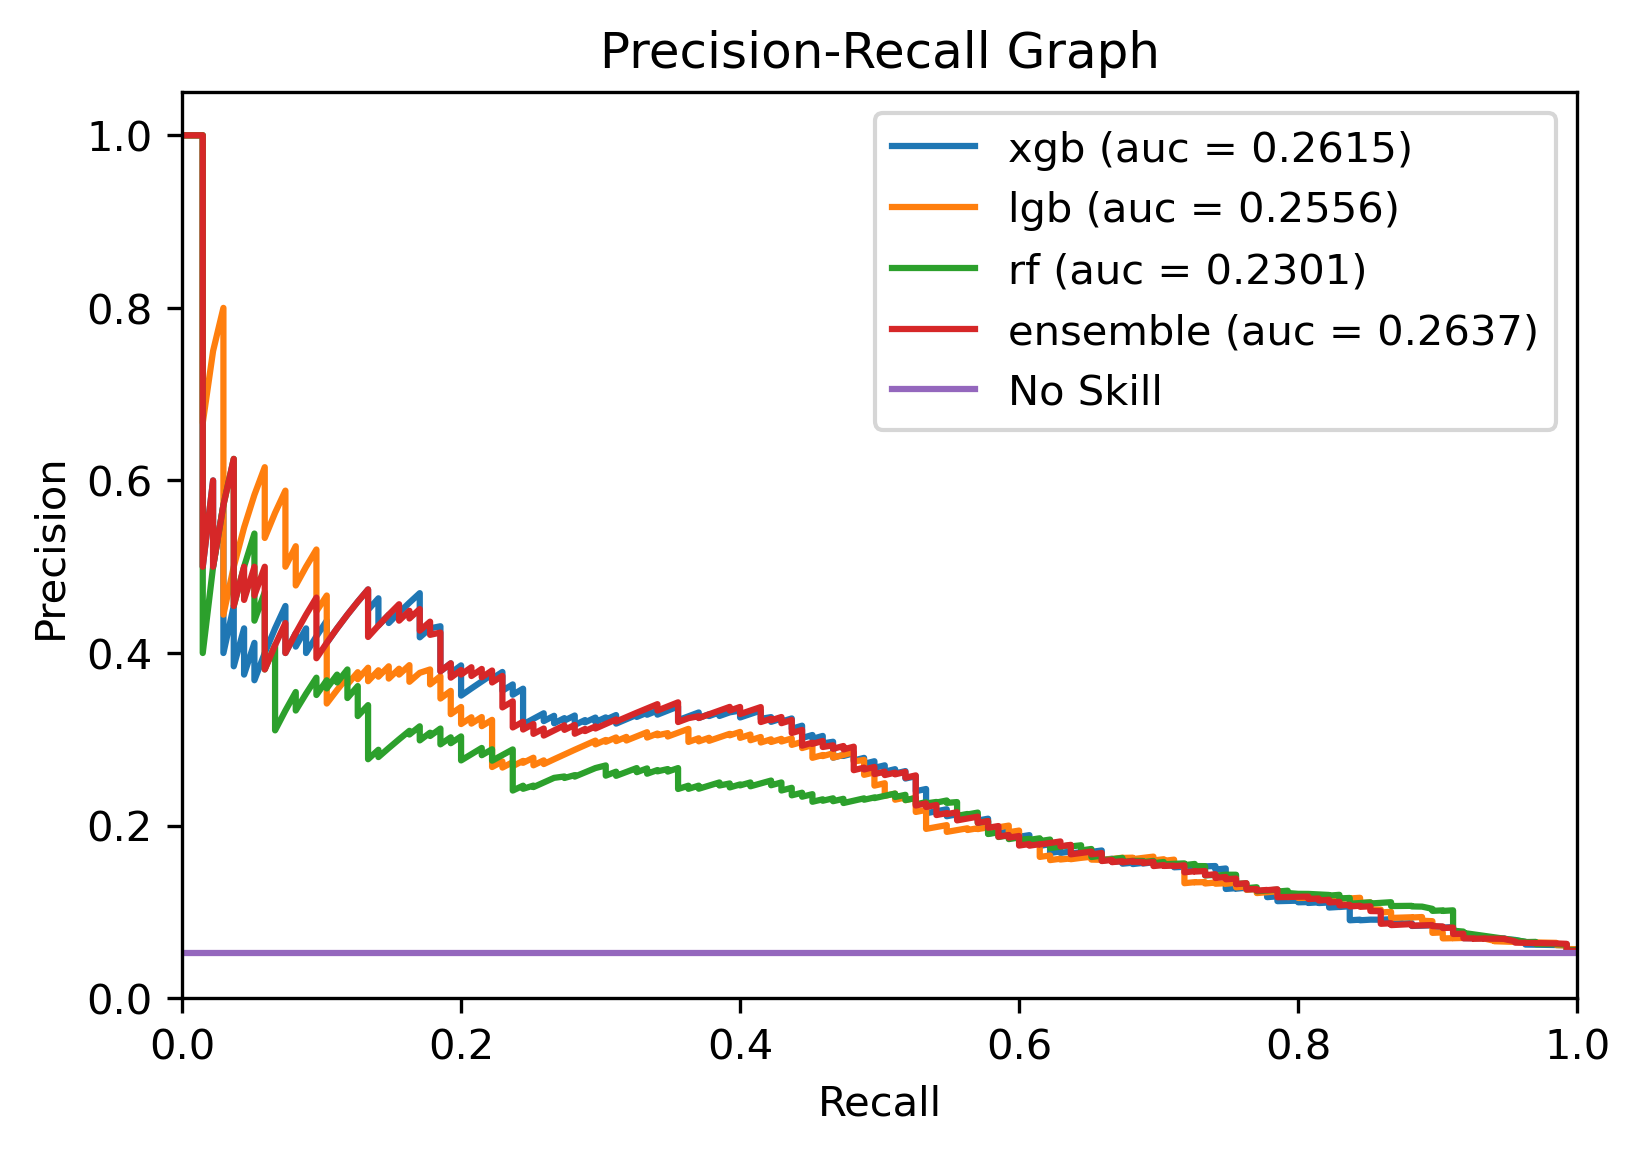 Precision-Recall Graph
1.0
0.8
0.6
0.4
0.2
0.0
Precision
xgb (auc = 0.2615)
lgb (auc = 0.2556)
rf (auc = 0.2301)
ensemble (auc = 0.2637)
No Skill
0.0 0.2 0.4 0.6 0.8 1.0
Recall